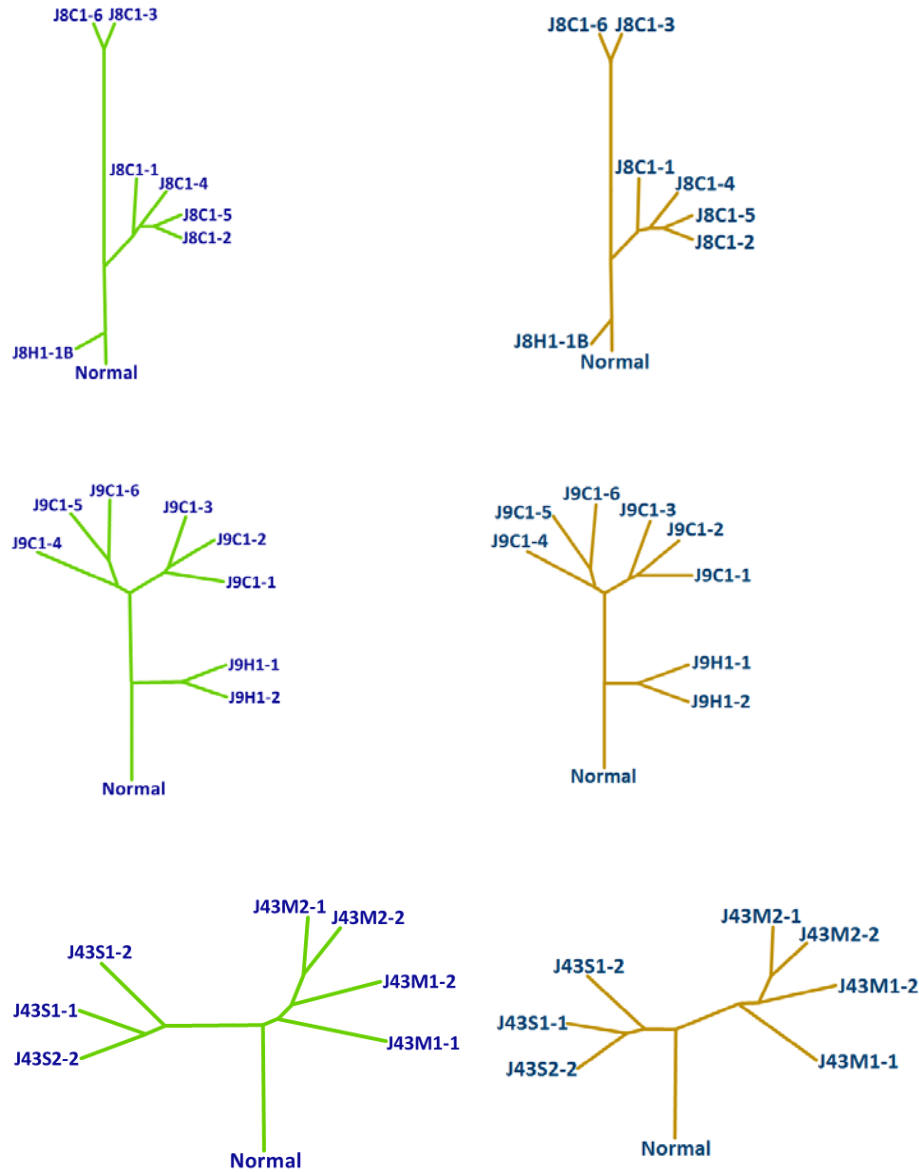 J8C1-6 J8C1-3
J8C1-1
J8C1-4
J8C1-5
J8C1-2
J8H1-1B
Normal
J8C1-6 J8C1-3
J8C1-1
J8C1-4
J8C1-5
J8C1-2
J8H1-1B
Normal
J9C1-6
J9C1-5
J9C1-3
J9C1-4
J9C1-2
J9C1-1
J9H1-1
J9H1-2
Normal
J9C1-6
J9C1-5
J9C1-3
J9C1-4
J9C1-2
J9C1-1
J9H1-1
J9H1-2
Normal
J43M2-1
J43M2-2
J43S1-2
J43M1-2
J43S1-1
J43M1-1
J43S2-2
Normal
J43M2-1
J43M2-2
J43S1-2
J43M1-2
J43S1-1
J43M1-1
J43S2-2
Normal